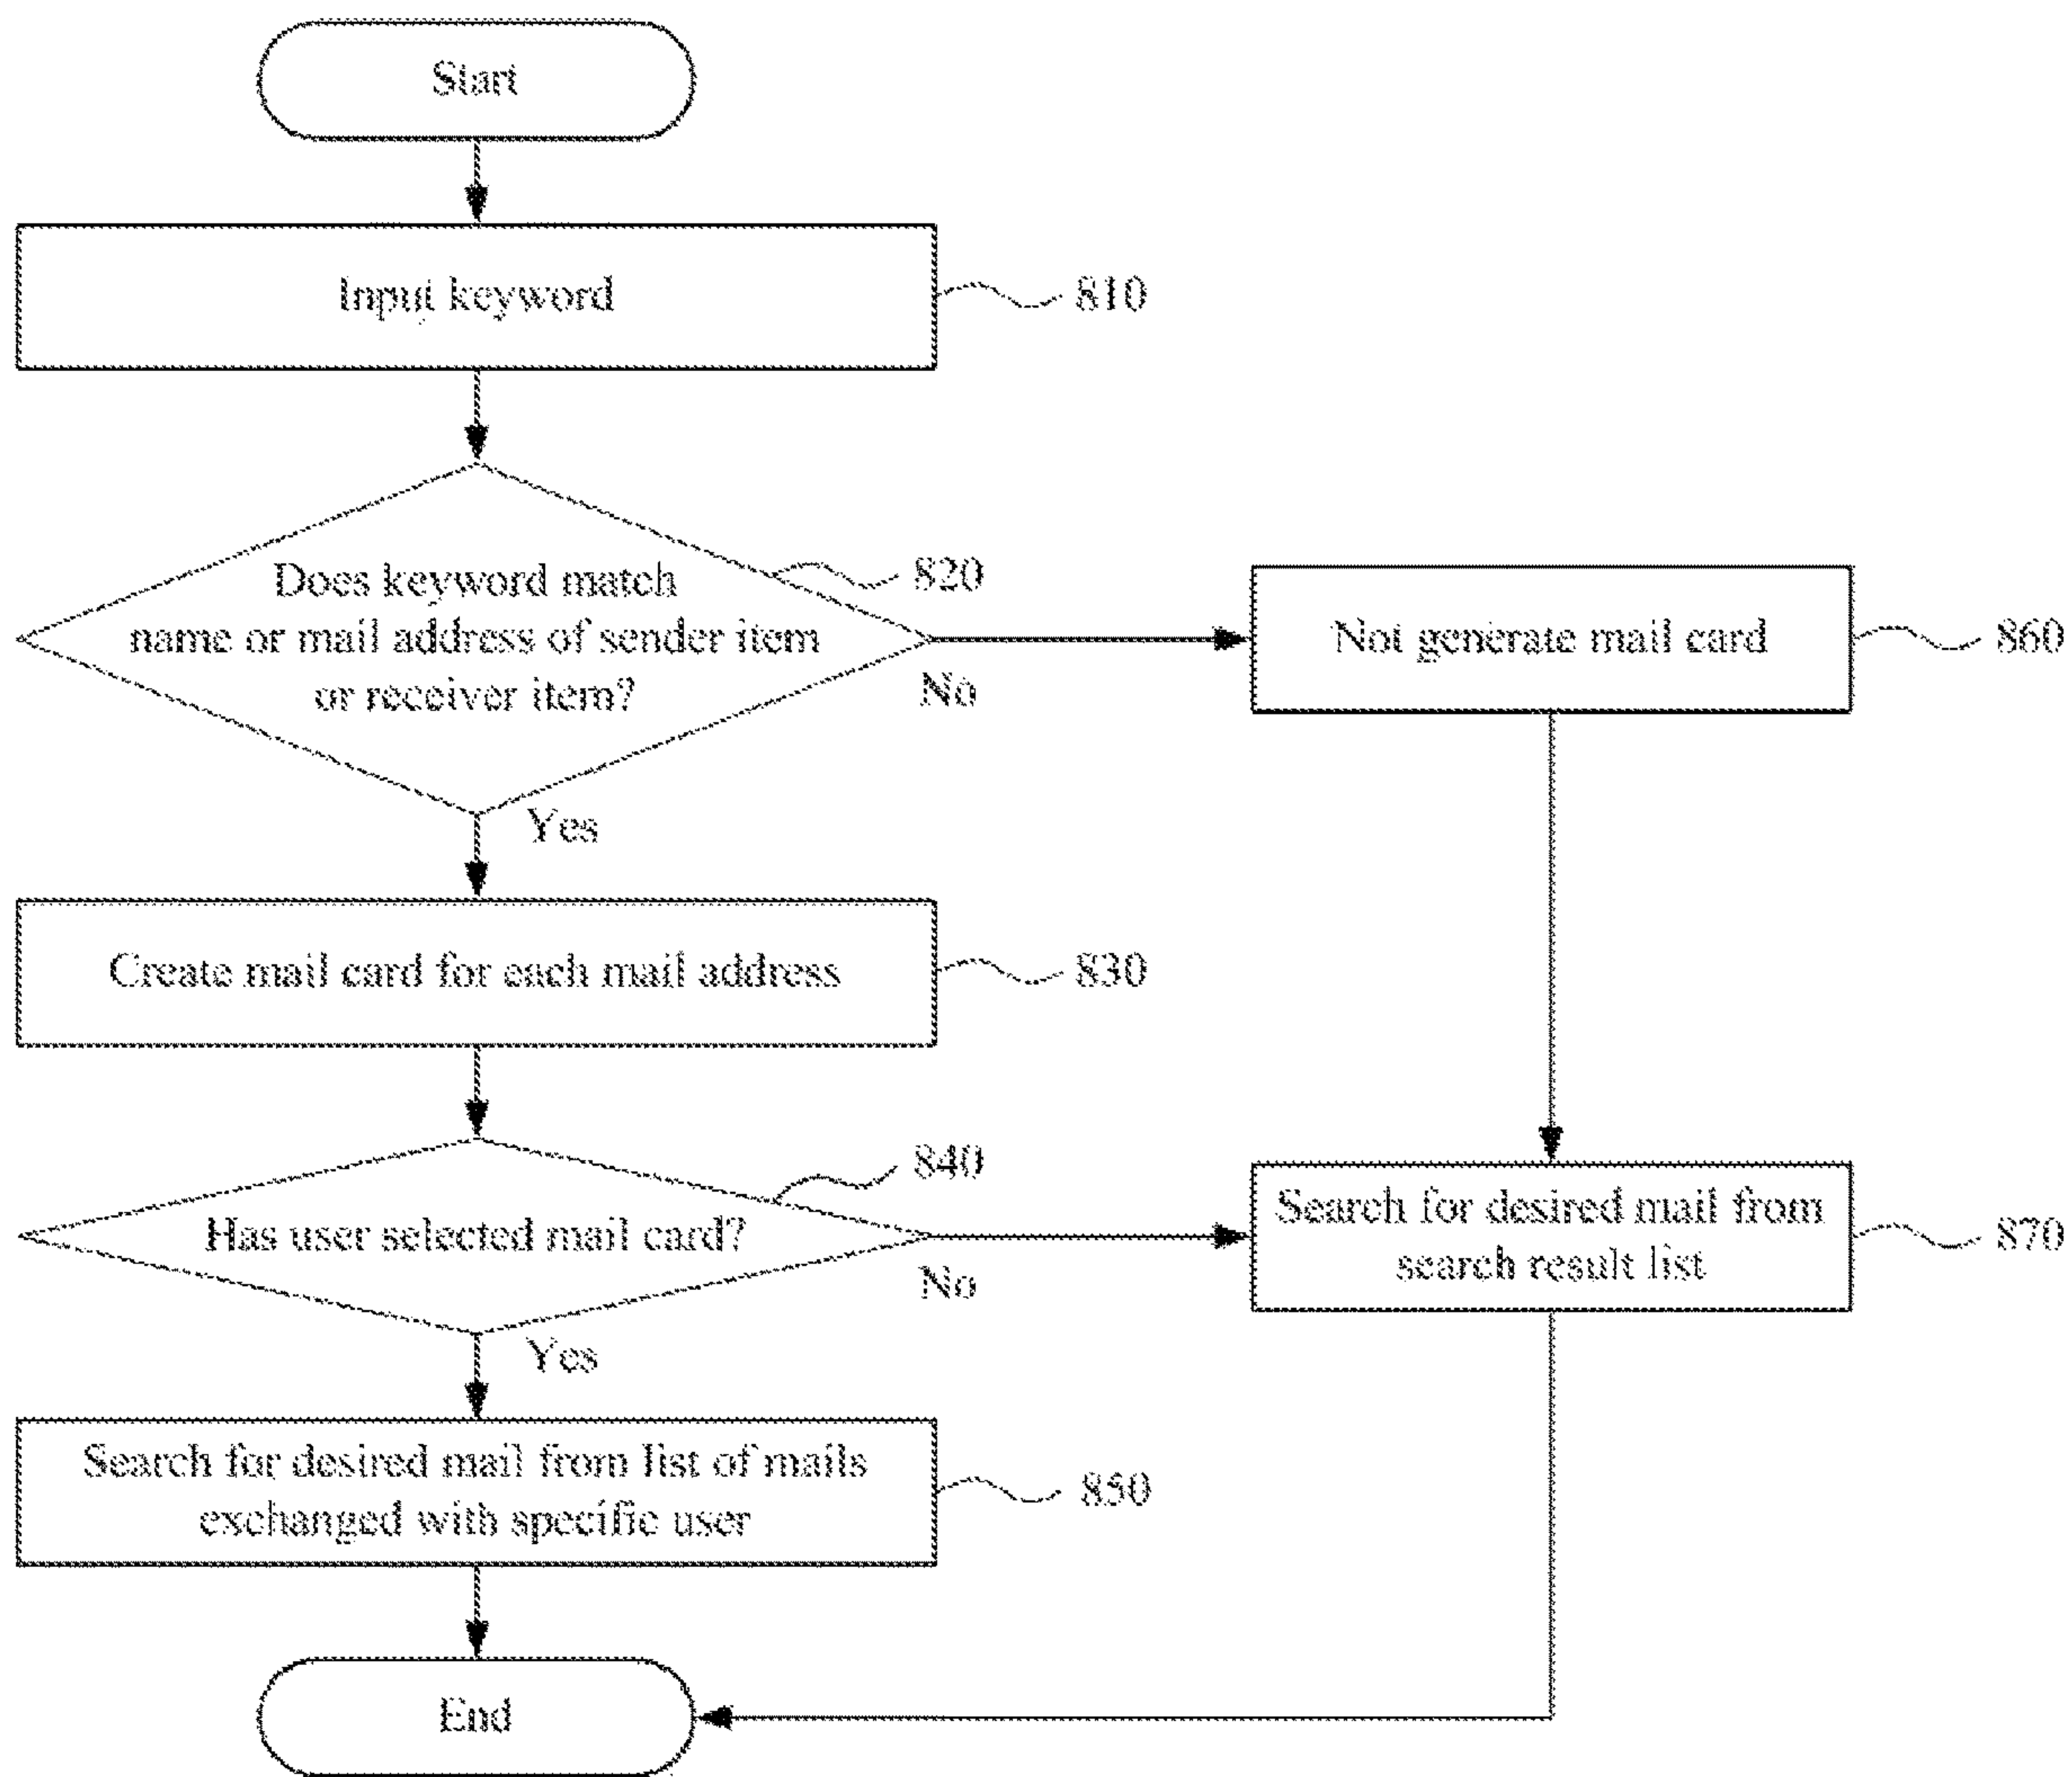 Start
Input keyword
810
Does keyword match
name or mail address of sender item
or receiver item?
820
No
Not generate mail card
860
Yes
Create mail card for each mail address
830
Has user selected mail card?
840
No
Search for desired mail from
search result list
870
Yes
Search for desired mail from list of mails
exchanged with specific user
850
End